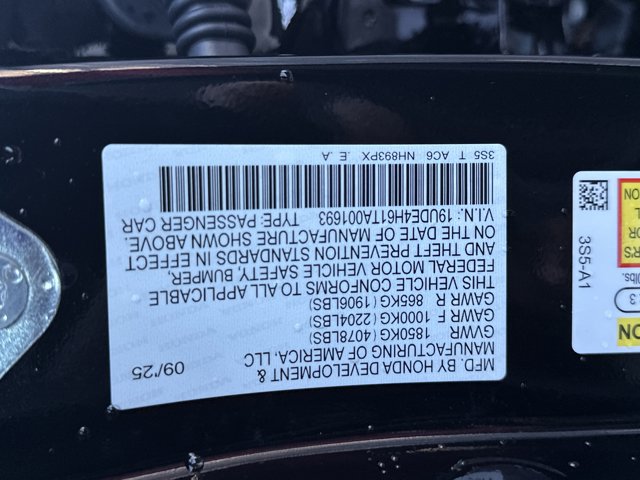 MFD. BY HONDA DEVELOPMENT &
MANUFACTURING OF AMERICA, LLC
09/'25
GVWR 1850KG (4078LBS)
GAWR F 1000KG (2204LBS)
GAWR R 865KG (1906LBS)
THIS VEHICLE CONFORMS TO ALL APPLICABLE
FEDERAL MOTOR VEHICLE SAFETY, BUMPER,
AND THEFT PREVENTION STANDARDS IN EFFECT
ON THE DATE OF MANUFACTURE SHOWN ABOVE.
V.I.N.: 19UDE4H61TA001693 TYPE: PASSENGER CAR
3S5 T AC6 NH893PX .E .A
3S5-A1